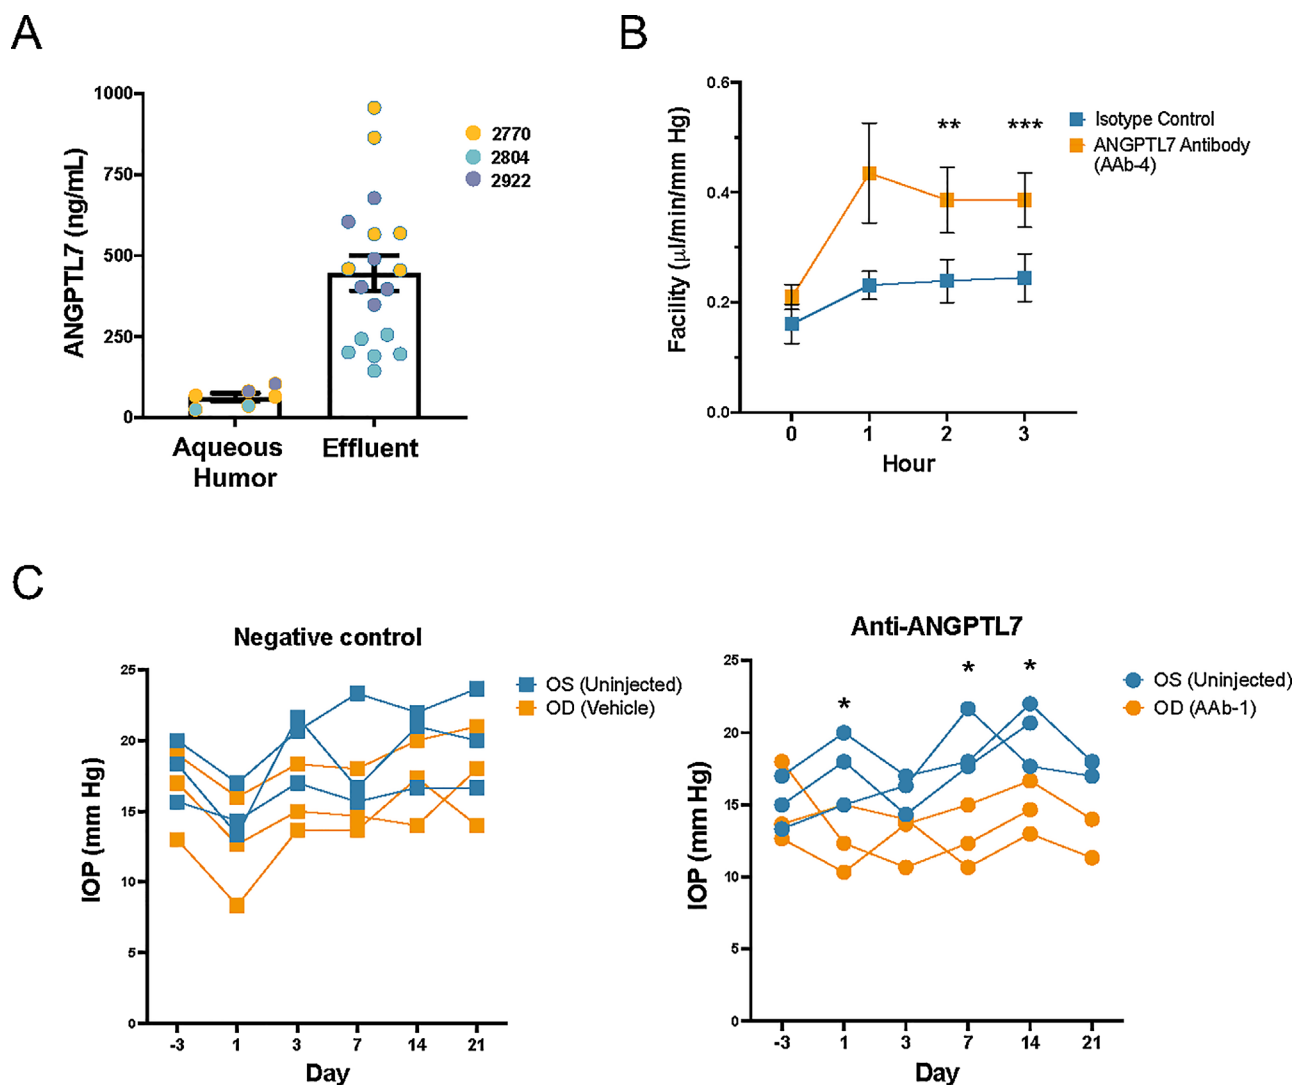 A
1000
750
500
250
0
ANGPTL7 (ng/mL)
Aqueous
Humor
Effluent
2770
2804
2922
B
0.6
0.4
0.2
0.0
Facility (μl/min/mm Hg)
** ***
0 1 2 3
Hour
Isotype Control
ANGPTL7 Antibody
(AAb-4)
C
Negative control
25
20
15
10
5
0
IOP (mm Hg)
-3 1 3 7 14 21
Day
OS (Uninjected)
OD (Vehicle)
Anti-ANGPTL7
25
20
15
10
5
0
IOP (mm Hg)
* * *
-3 1 3 7 14 21
Day
OS (Uninjected)
OD (AAb-1)